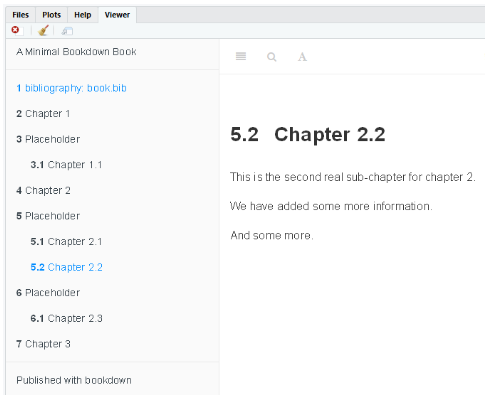 Files Plots Help Viewer
A Minimal Bookdown Book
1 bibliography: book.bib
2 Chapter 1
3 Placeholder
3.1 Chapter 1.1
4 Chapter 2
5 Placeholder
5.1 Chapter 2.1
5.2 Chapter 2.2
6 Placeholder
6.1 Chapter 2.3
7 Chapter 3
Published with bookdown
A
5.2 Chapter 2.2
This is the second real sub-chapter for chapter 2.
We have added some more information.
And some more.